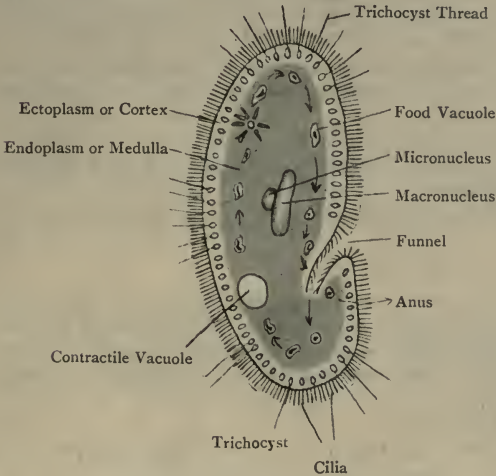 Trichocyst Thread
Ectoplasm or Cortex
Food Vacuole
Endoplasm or Medulla
Micronucleus
Macronucleus
Funnel
Anus
Contractile Vacuole
Trichocyst
Cilia